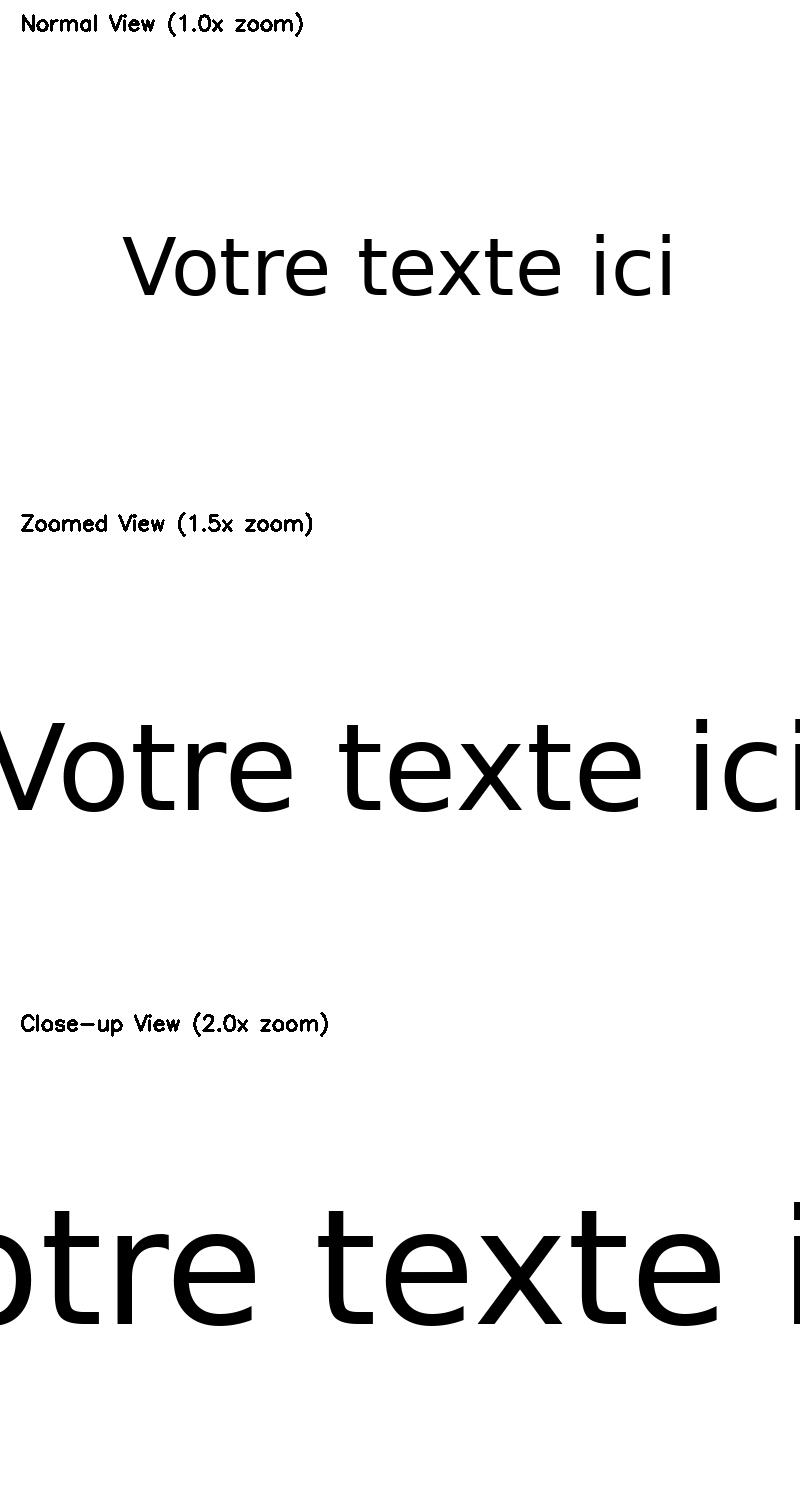 Normal View (1.0x zoom)
Votre texte ici
Zoomed View (1.5x zoom)
Votre texte ici
Close-up View (2.0x zoom)
otre texte i